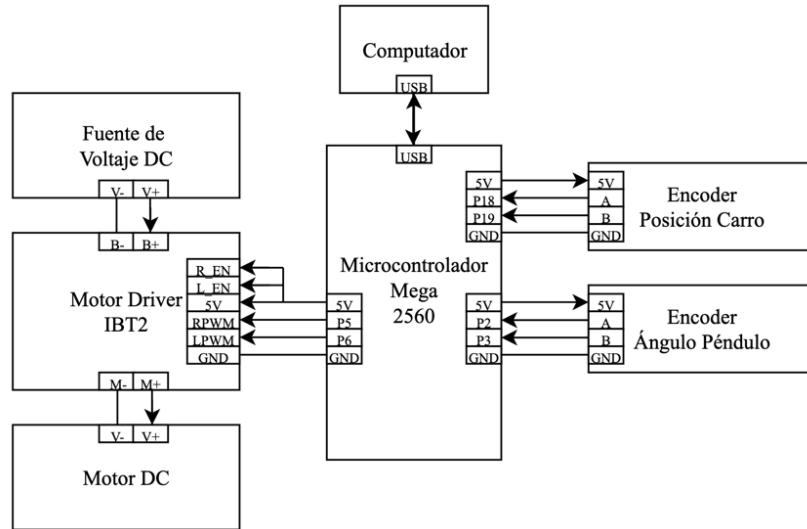 Computador
USB
Fuente de
Voltaje DC
V- V+
B- B+
Motor Driver
IBT2
R_EN
L_EN
5V
RPWM
LPWM
GND
M- M+
V- V+
Motor DC
USB
Microcontrolador
Mega
2560
5V
P5
P6
GND
5V
P18
P19
GND
5V
P2
P3
GND
5V
A
B
GND
Encoder
Posición Carro
5V
A
B
GND
Encoder
Ángulo Péndulo